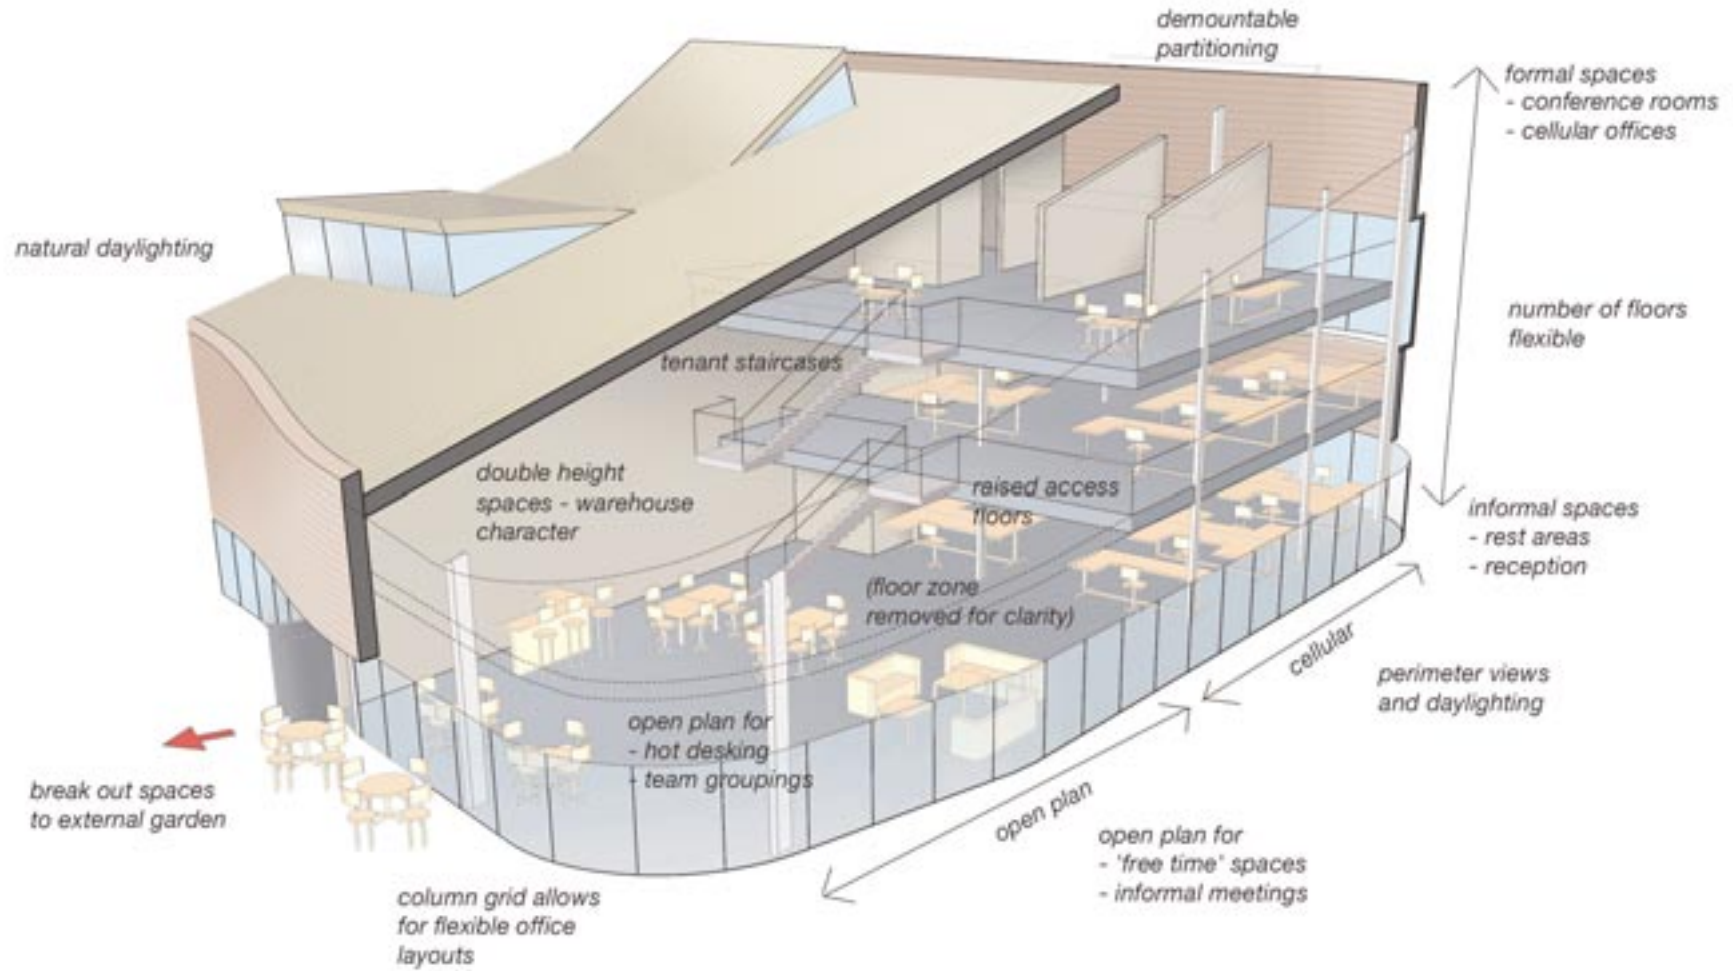 demountable
partitioning
formal spaces
- conference rooms
- cellular offices
natural daylighting
number of floors
flexible
tenant staircases
double height
spaces - warehouse
character
raised access
floors
informal spaces
- rest areas
- reception
(floor zone
removed for clarity)
cellular
perimeter views
and daylighting
open plan for
- hot desking
- team groupings
break out spaces
to external garden
open plan
open plan for
- 'free time' spaces
- informal meetings
column grid allows
for flexible office
layouts